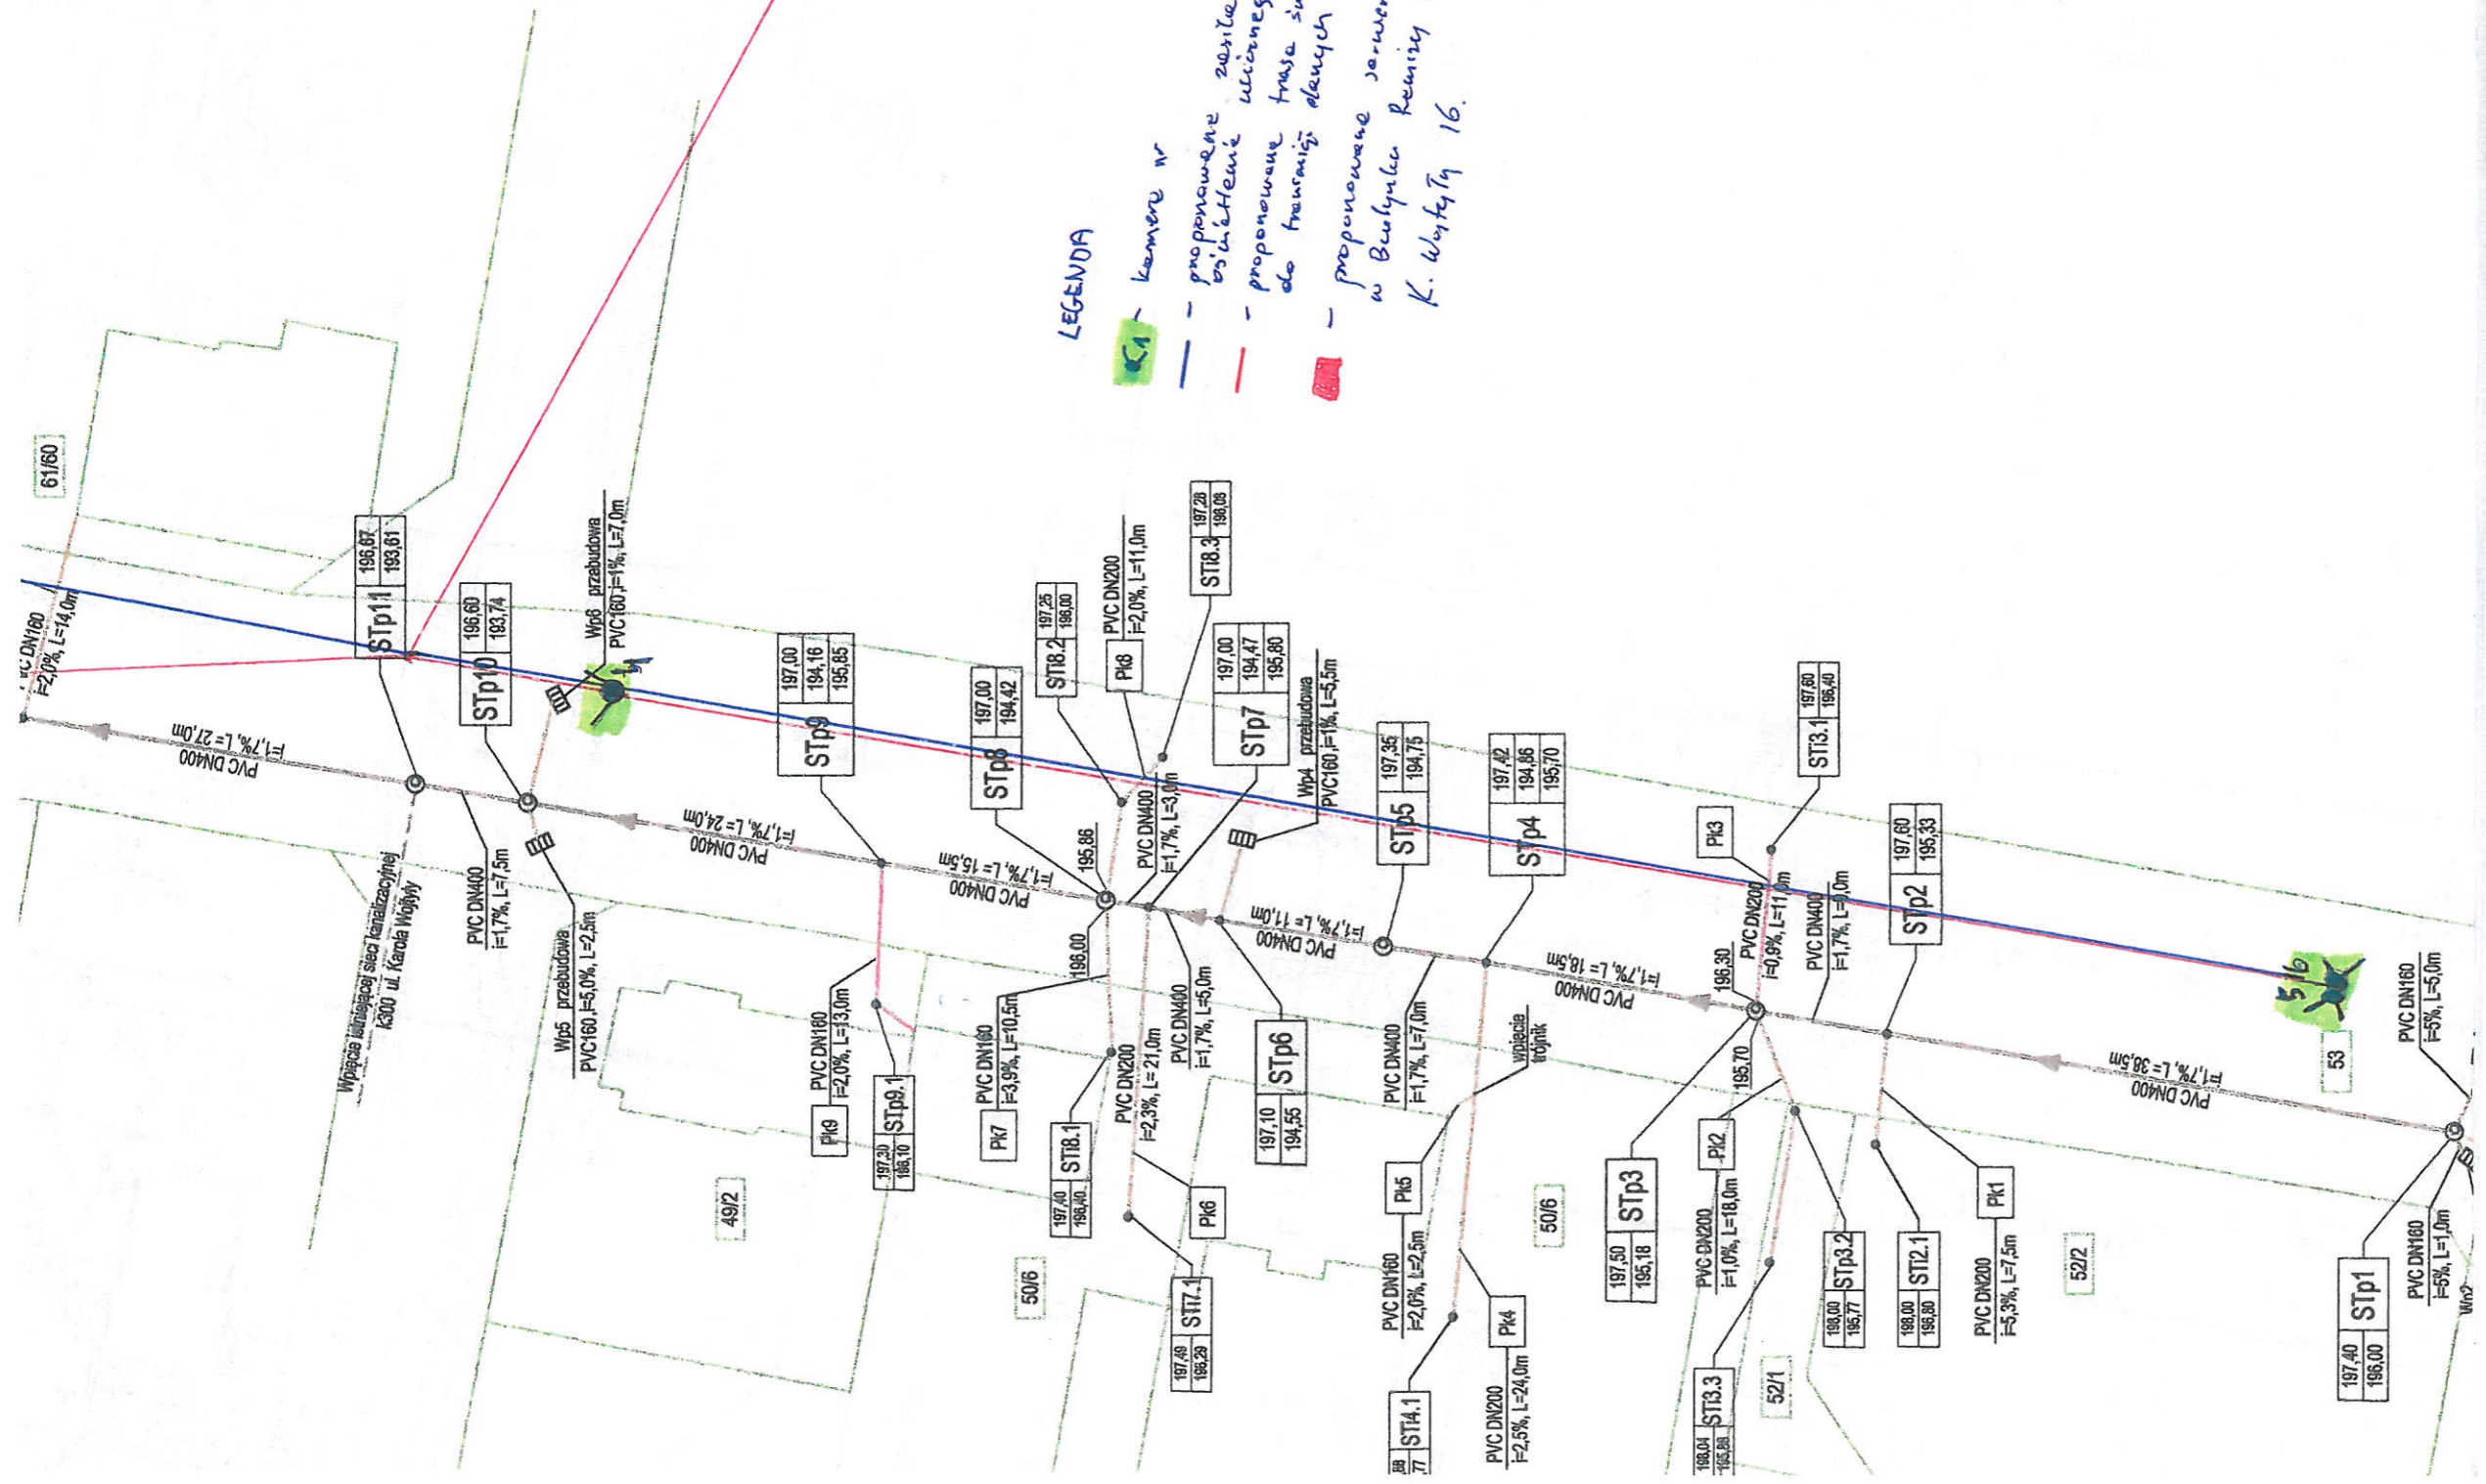 61/60
PVC DN400
i=1,7%, L= 27,0m
i=2,0%, L=14,0m
STp11
196,67
193,61
STp10
196,60
193,74
Wp6 przebudowa
PVC160,i=1%, L=7,0m
Wpięcie istniejącej sieci kanalizacyjnej
k300 ul. Karola Wojtyły
PVC DN400
i=1,7%, L=7,5m
Wp5 przebudowa
PVC160,i=5,0%, L=2,5m
PVC DN400
i=1,7%, L= 24,0m
STp9
197,00
194,16
195,85
49/2
Pk9
PVC DN160
i=2,0%, L=13,0m
STp9.1
197,30
PVC DN400
i=1,7%, L= 15,5m
STp8
197,00
194,42
STi8.2
197,25
196,00
Pk8
PVC DN200
i=2,0%, L=11,0m
STi8.3
197,28
196,08
195,86
196,00
PVC DN400
i=1,7%, L=3,0m
Pk7
PVC DN160
i=3,9%, L=10,5m
50/6
STi8.1
197,40
196,40
PVC DN200
i=2,3%, L= 21,0m
PVC DN400
i=1,7%, L=5,0m
STp7
197,00
194,47
195,80
Pk6
STi7.1
197,49
196,29
Wp4 przebudowa
PVC160,i=1%, L=5,5m
STp6
197,10
194,55
PVC DN400
i=1,7%, L= 11,0m
STp5
197,35
194,75
PVC DN400
i=1,7%, L=7,0m
STp4
197,42
194,86
195,70
Pk5
PVC DN160
i=2,0%, L=2,5m
wpięcie
trójnik
50/6
STi4.1
,88
,77
Pk4
PVC DN200
i=2,5%, L=24,0m
PVC DN400
i=1,7%, L= 18,5m
STp3
197,50
195,18
196,30
195,70
Pk3
PVC DN200
i=0,9%, L=11,0m
STi3.1
197,60
196,40
Pk2
PVC DN200
i=1,0%, L=18,0m
STi3.3
198,04
52/1
STp3.2
198,00
195,77
PVC DN400
STp2
197,60
195,33
STi2.1
198,00
196,80
Pk1
PVC DN200
i=5,3%, L=7,5m
52/2
PVC DN400
i=1,7%, L= 38,5m
53
STp1
197,40
196,00
PVC DN160
i=5%, L=1,0m
PVC DN160
i=5%, L=5,0m
LEGENDA
K1 - kamera nr
- proponowane
oświetlenie
- proponowana trasa
do transmisji danych
- proponowana
w Budynku Remizy
K. Wojtyły 16.